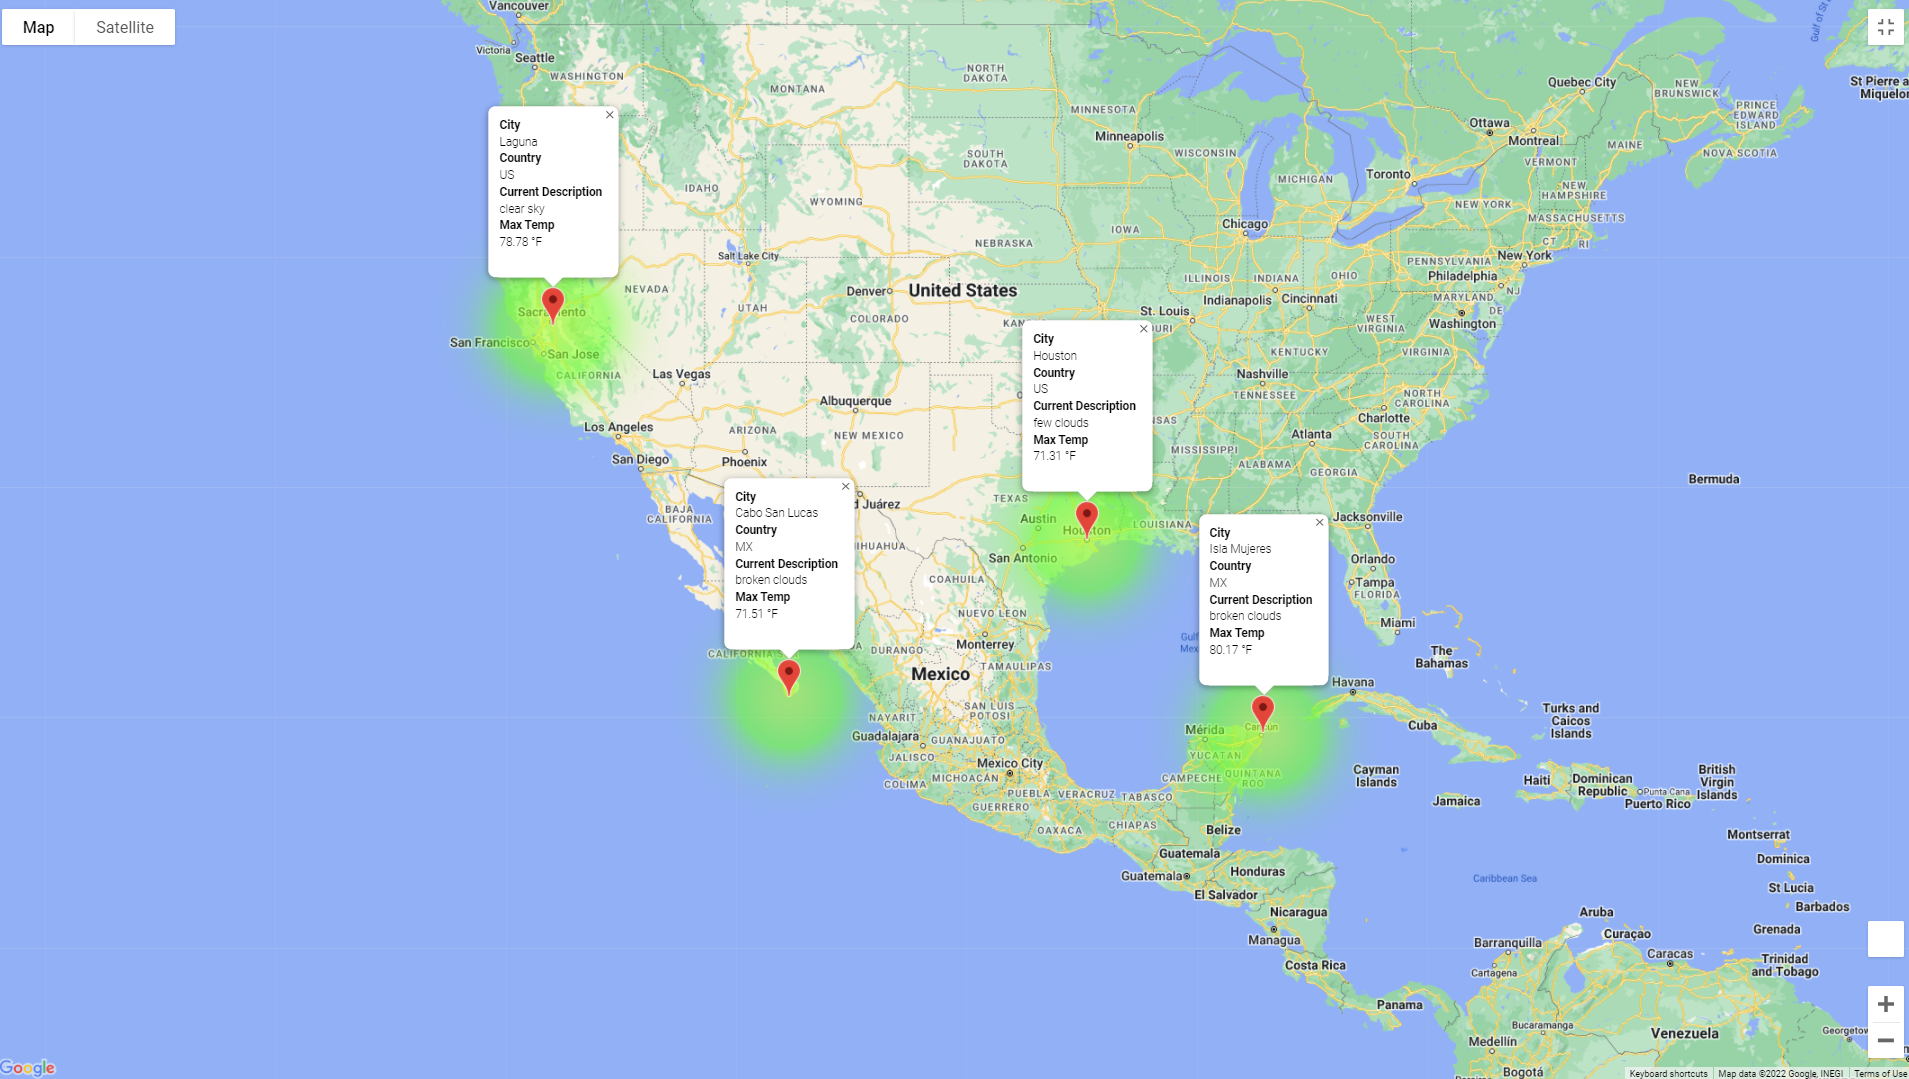 Map
Satellite
Vancouver
Victoria
Seattle
WASHINGTON
MONTANA
NORTH
DAKOTA
MINNESOTA
Minneapolis
SOUTH
DAKOTA
WISCONSIN
MICHIGAN
Toronto
Ottawa
Montreal
Quebec City
NEW
BRUNSWICK
PRINCE
EDWARD
ISLAND
NOVA SCOTIA
MAINE
VERMONT
NEW
HAMPSHIRE
MASSACHUSETTS
CT
RI
NEW YORK
New York
PENNSYLVANIA
Philadelphia
NJ
MARYLAND
DE
Washington
WEST
VIRGINIA
VIRGINIA
OHIO
INDIANA
ILLINOIS
Indianapolis
Cincinnati
Chicago
IOWA
NEBRASKA
WYOMING
IDAHO
Salt Lake City
NEVADA
UTAH
Denver
COLORADO
United States
St. Louis
KENTUCKY
Nashville
TENNESSEE
NORTH
CAROLINA
Charlotte
SOUTH
CAROLINA
Atlanta
GEORGIA
ALABAMA
MISSISSIPPI
LOUISIANA
Jacksonville
Orlando
Tampa
FLORIDA
Miami
St Pierre a
Miquelon
Gulf of St
City
Laguna
Country
US
Current Description
clear sky
Max Temp
78.78 °F
Sacramento
San Francisco
San Jose
CALIFORNIA
Las Vegas
Los Angeles
San Diego
ARIZONA
Phoenix
Albuquerque
NEW MEXICO
City
Houston
Country
US
Current Description
few clouds
Max Temp
71.31 °F
KAN
OURI
NSAS
TEXAS
Austin
Houston
San Antonio
City
Cabo San Lucas
Country
MX
Current Description
broken clouds
Max Temp
71.51 °F
BAJA
CALIFORNIA
d Juárez
HIHUAHUA
COAHUILA
NUEVO LEON
Monterrey
TAMAULIPAS
DURANGO
CALIFORNIA S
Mexico
SAN LUIS
POTOSI
NAYARIT
Guadalajara
GUANAJUATO
JALISCO
Mexico City
MICHOACÁN
COLIMA
PUEBLA
VERACRUZ
TABASCO
GUERRERO
OAXACA
CHIAPAS
City
Isla Mujeres
Country
MX
Current Description
broken clouds
Max Temp
80.17 °F
Gulf
Mex
Cancún
Mérida
YUCATAN
CAMPECHE
QUINTANA
ROO
Belize
Guatemala
Guatemala
Honduras
El Salvador
Nicaragua
Managua
Costa Rica
Panama
Bermuda
The
Bahamas
Havana
Cuba
Turks and
Caicos
Islands
Cayman
Islands
Haiti
Dominican
Republic
Punta Cana
Puerto Rico
British
Virgin
Islands
Jamaica
Montserrat
Dominica
St Lucia
Barbados
Grenada
Caribbean Sea
Aruba
Curaçao
Barranquilla
Cartagena
Caracas
Trinidad
and Tobago
Bucaramanga
Venezuela
Georgetow
Medellín
Bogotá
Google
Keyboard shortcuts
Map data ©2022 Google, INEGI
Terms of Use